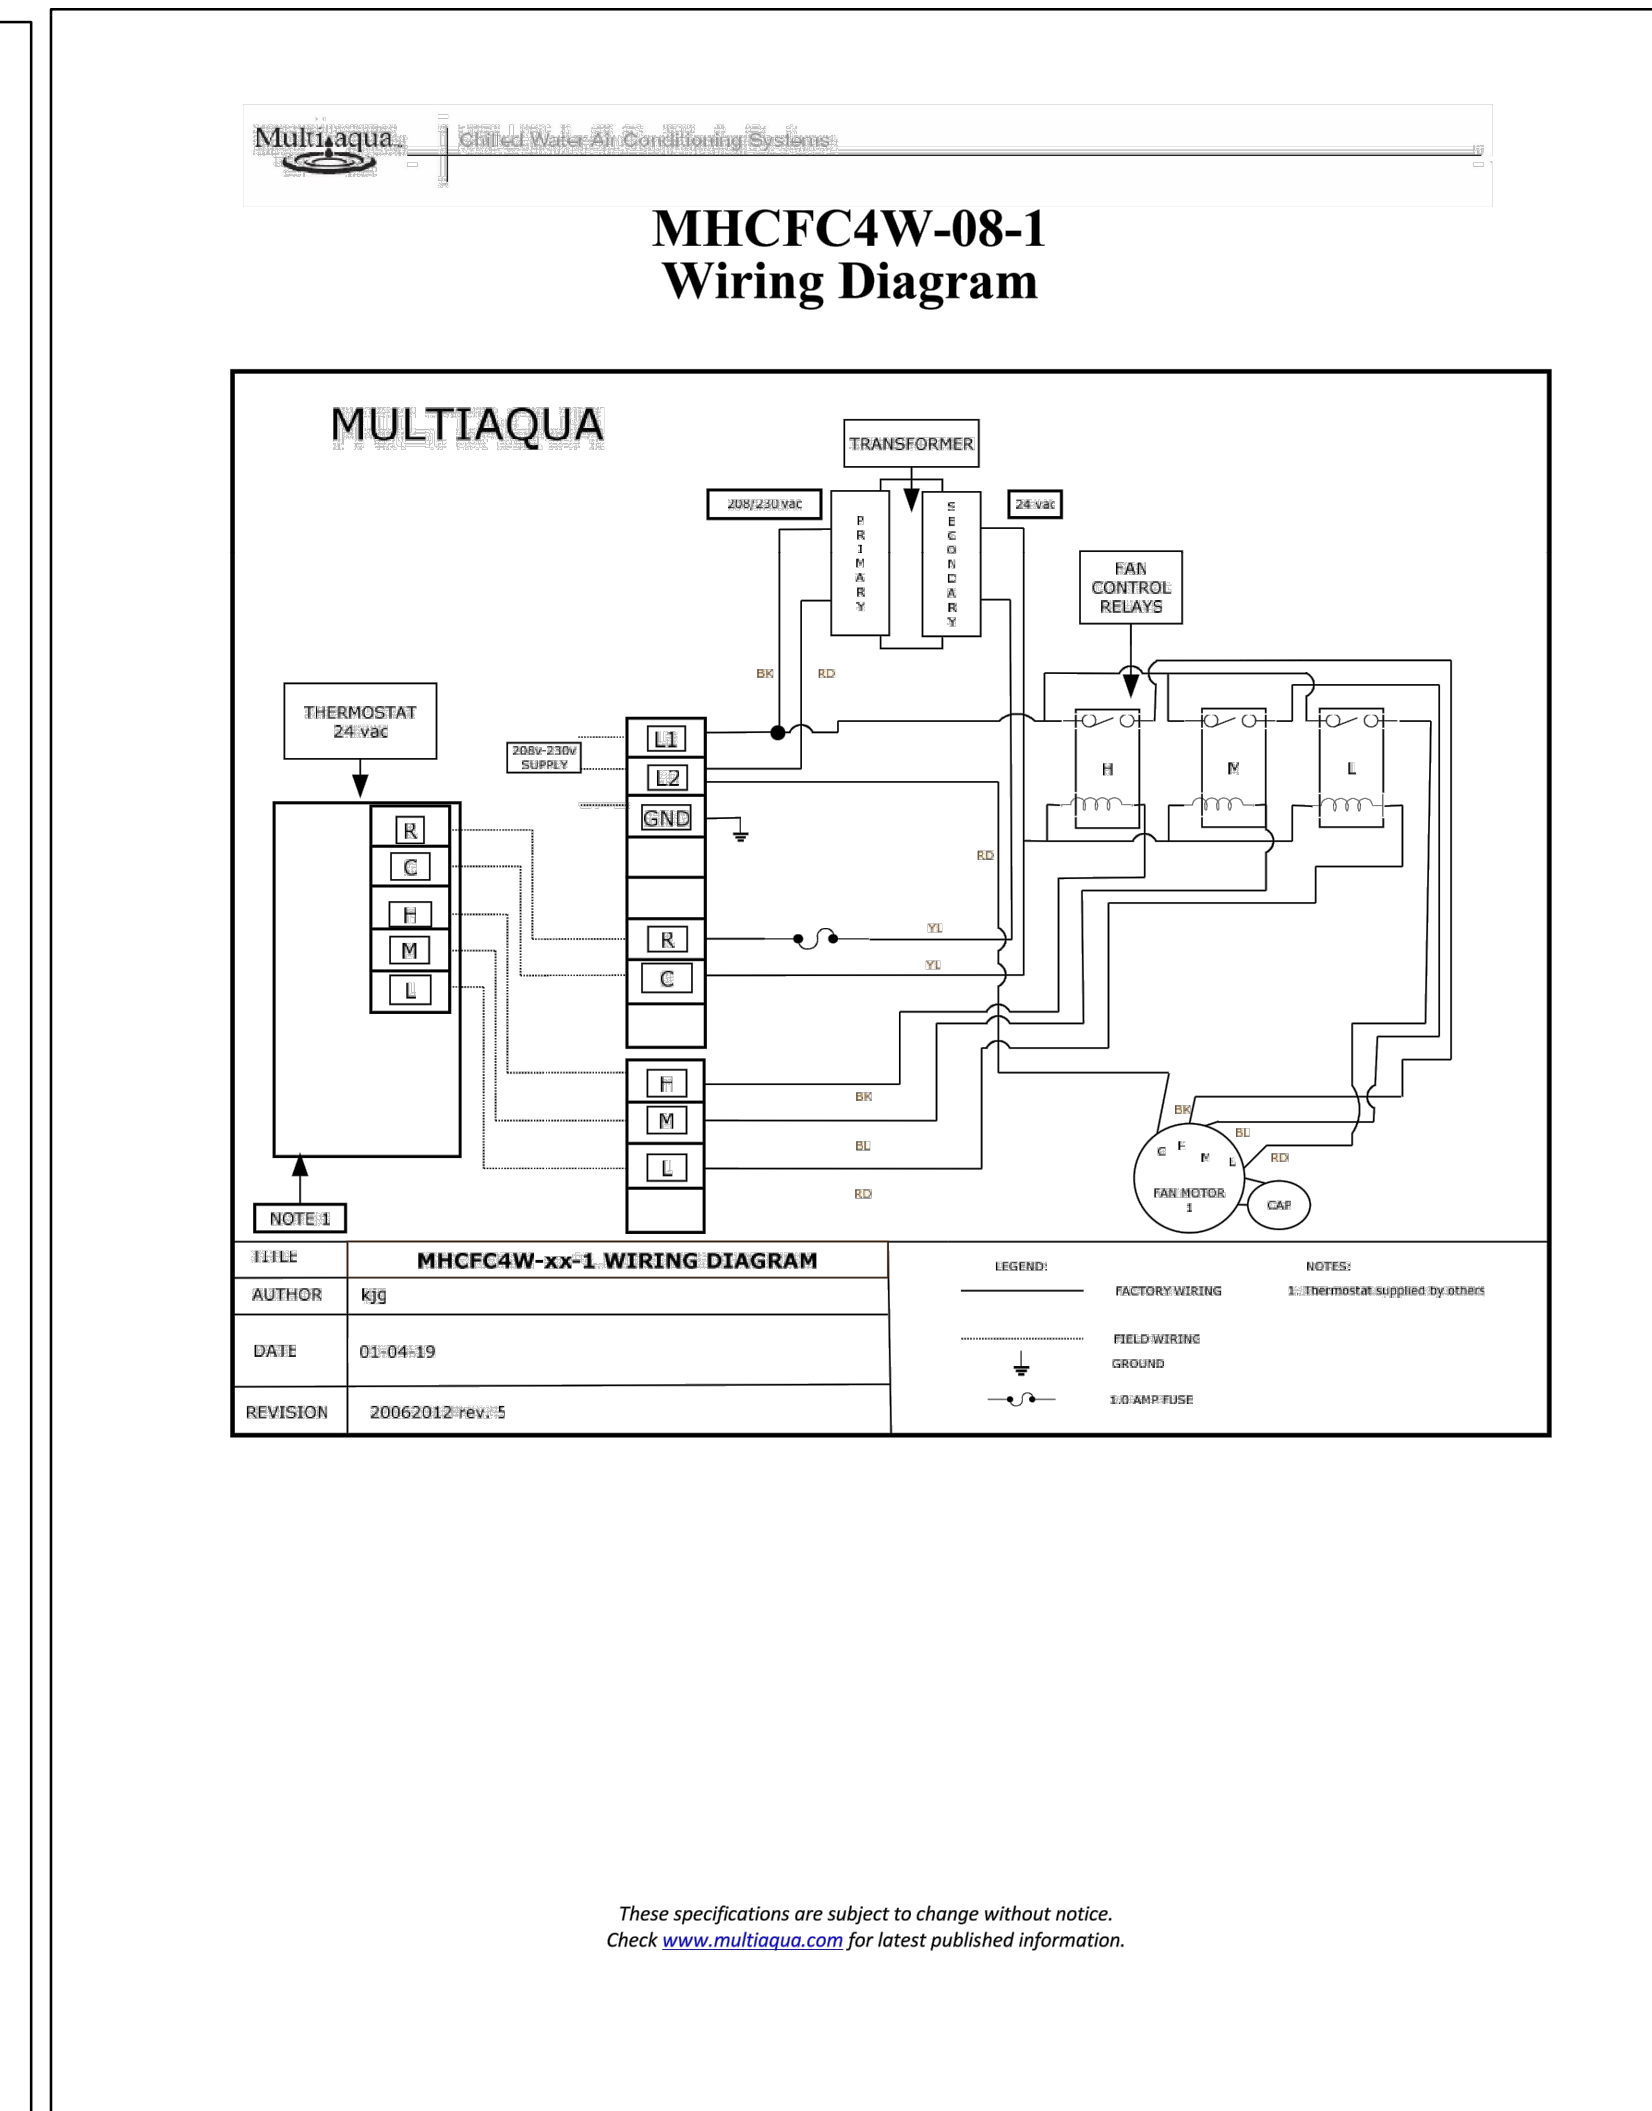 Multiaqua
Chilled Water Air Conditioning Systems
MHCFC4W-08-1
Wiring Diagram
MULTIAQUA
TRANSFORMER
208/230 vac
PRIMARY
SECONDARY
24 vac
FAN
CONTROL
RELAYS
BK
RD
THERMOSTAT
24 vac
208v-230v
SUPPLY
L1
L2
GND
H
M
L
R
C
H
M
L
RD
R
YL
C
YL
H
BK
M
BL
L
RD
BK
BL
RD
C
H
M
L
FAN MOTOR
1
CAP
NOTE 1
TITLE
MHCFC4W-xx-1 WIRING DIAGRAM
AUTHOR
kjg
DATE
01-04-19
REVISION
20062012 rev. 5
LEGEND:
FACTORY WIRING
FIELD WIRING
GROUND
1.0 AMP FUSE
NOTES:
1. Thermostat supplied by others
These specifications are subject to change without notice.
Check www.multiaqua.com for latest published information.